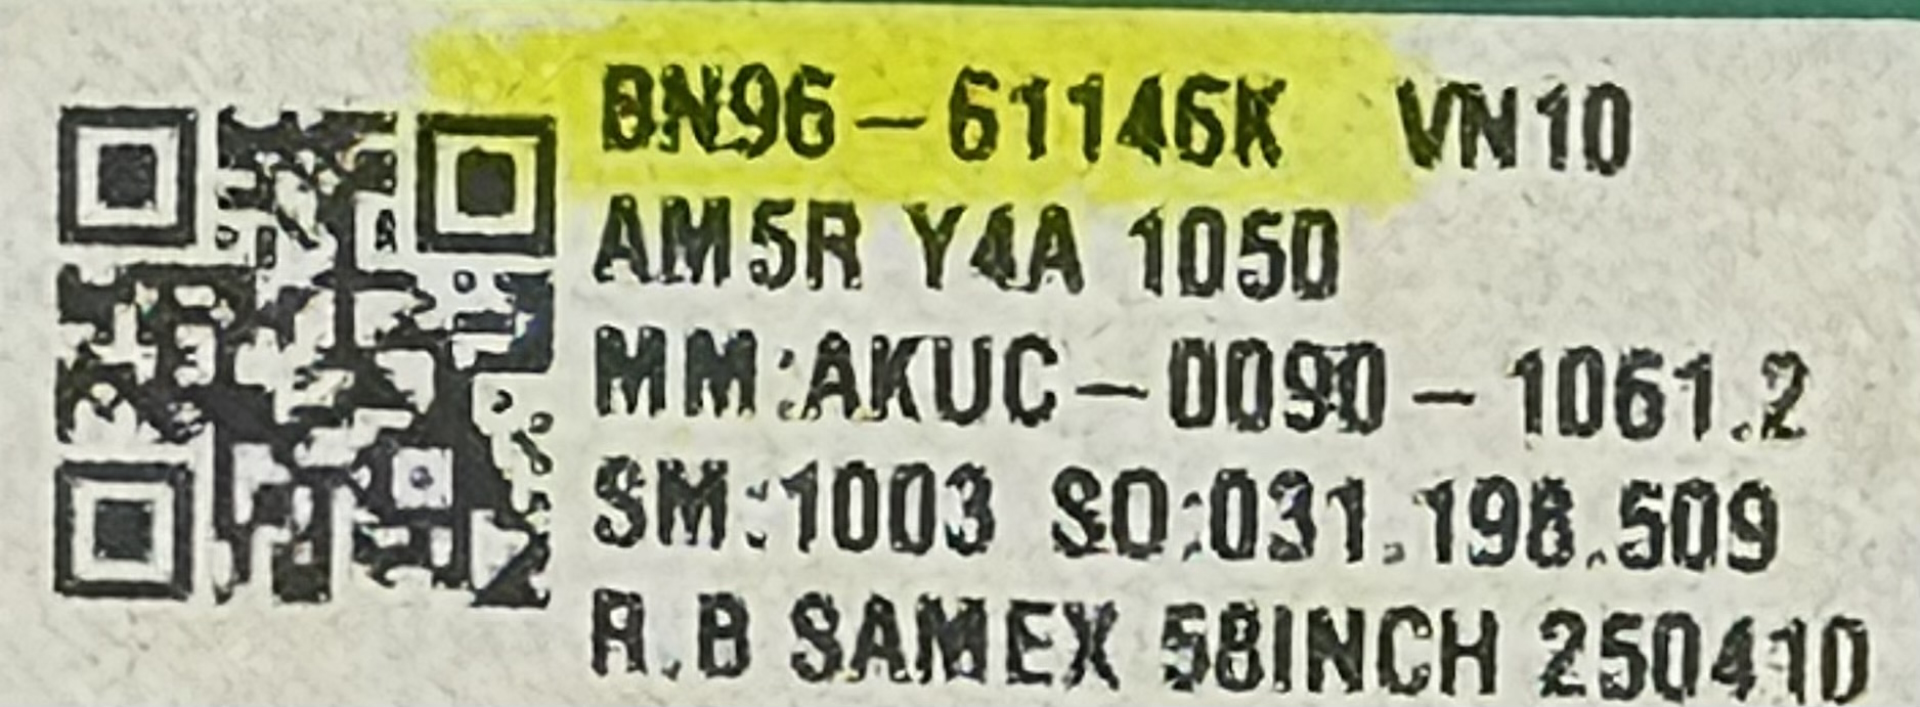 BN96-61146K VN10
AM5R Y4A 1050
MM:AKUC-0090-1061.2
SM:1003 SO:031.198.509
R.B SAMEX 58INCH 250410